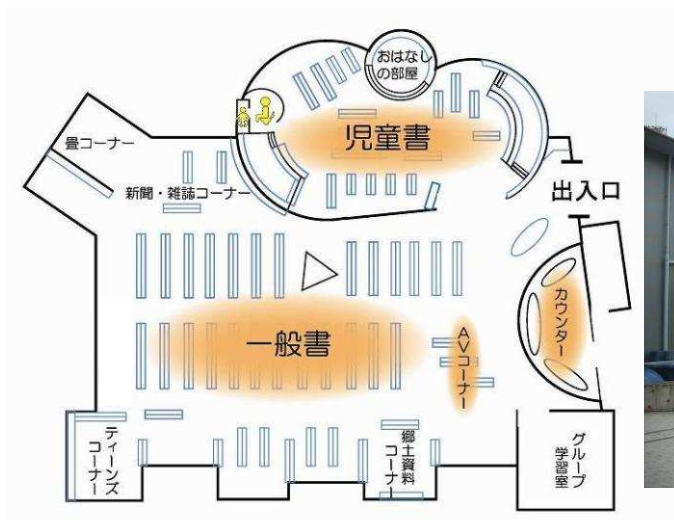 おはなし
の部屋
児童書
畳コーナー
新聞・雑誌コーナー
出入口
カウンター
一般書
AVコーナー
ティーンズ
コーナー
郷土資料
コーナー
グループ
学習室